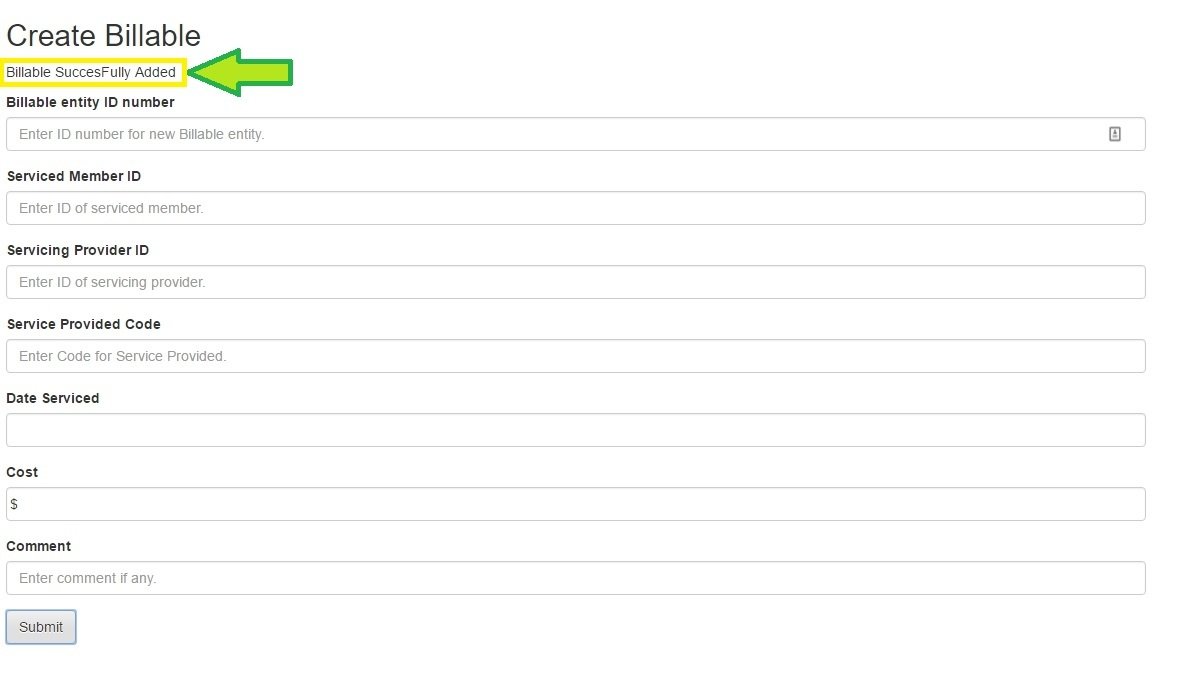 Create Billable
Billable SuccesFully Added
Billable entity ID number
Enter ID number for new Billable entity.
Serviced Member ID
Enter ID of serviced member.
Servicing Provider ID
Enter ID of servicing provider.
Service Provided Code
Enter Code for Service Provided.
Date Serviced
Cost
$
Comment
Enter comment if any.
Submit